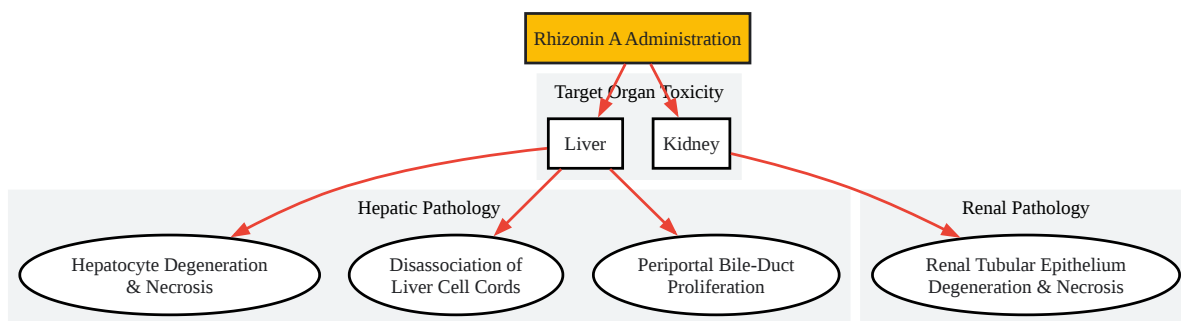 Rhizonin A Administration
Target Organ Toxicity
Liver
Kidney
Hepatic Pathology
Renal Pathology
Hepatocyte Degeneration
& Necrosis
Disassociation of
Liver Cell Cords
Periportal Bile-Duct
Proliferation
Renal Tubular Epithelium
Degeneration & Necrosis